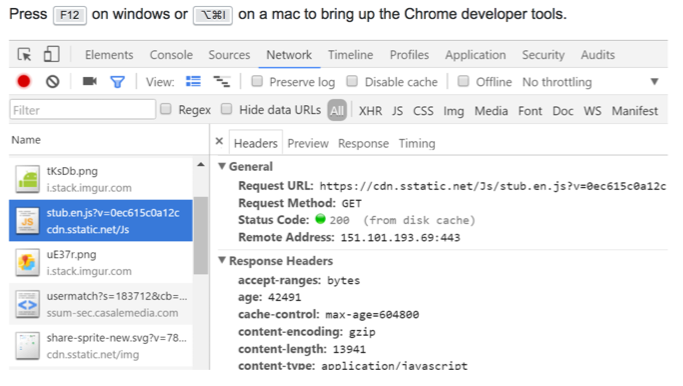 Press F12 on windows or ⌥⌘I on a mac to bring up the Chrome developer tools.
Elements Console Sources Network Timeline Profiles Application Security Audits
View: Preserve log Disable cache Offline No throttling
Filter Regex Hide data URLs All XHR JS CSS Img Media Font Doc WS Manifest
Name
× Headers Preview Response Timing
tKsDb.png
i.stack.imgur.com
stub.en.js?v=0ec615c0a12c
cdn.sstatic.net/Js
uE37r.png
i.stack.imgur.com
usermatch?s=183712&cb=...
ssum-sec.casalemedia.com
share-sprite-new.svg?v=78...
cdn.sstatic.net/img
General
Request URL: https://cdn.sstatic.net/Js/stub.en.js?v=0ec615c0a12c
Request Method: GET
Status Code: 200 (from disk cache)
Remote Address: 151.101.193.69:443
Response Headers
accept-ranges: bytes
age: 42491
cache-control: max-age=604800
content-encoding: gzip
content-length: 13941
content-type: application/javascript